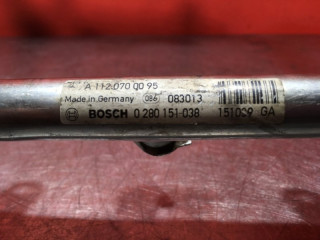 A 112 070 00 95
Made in Germany 086 083013
BOSCH 0 280 151 038 151039 GA